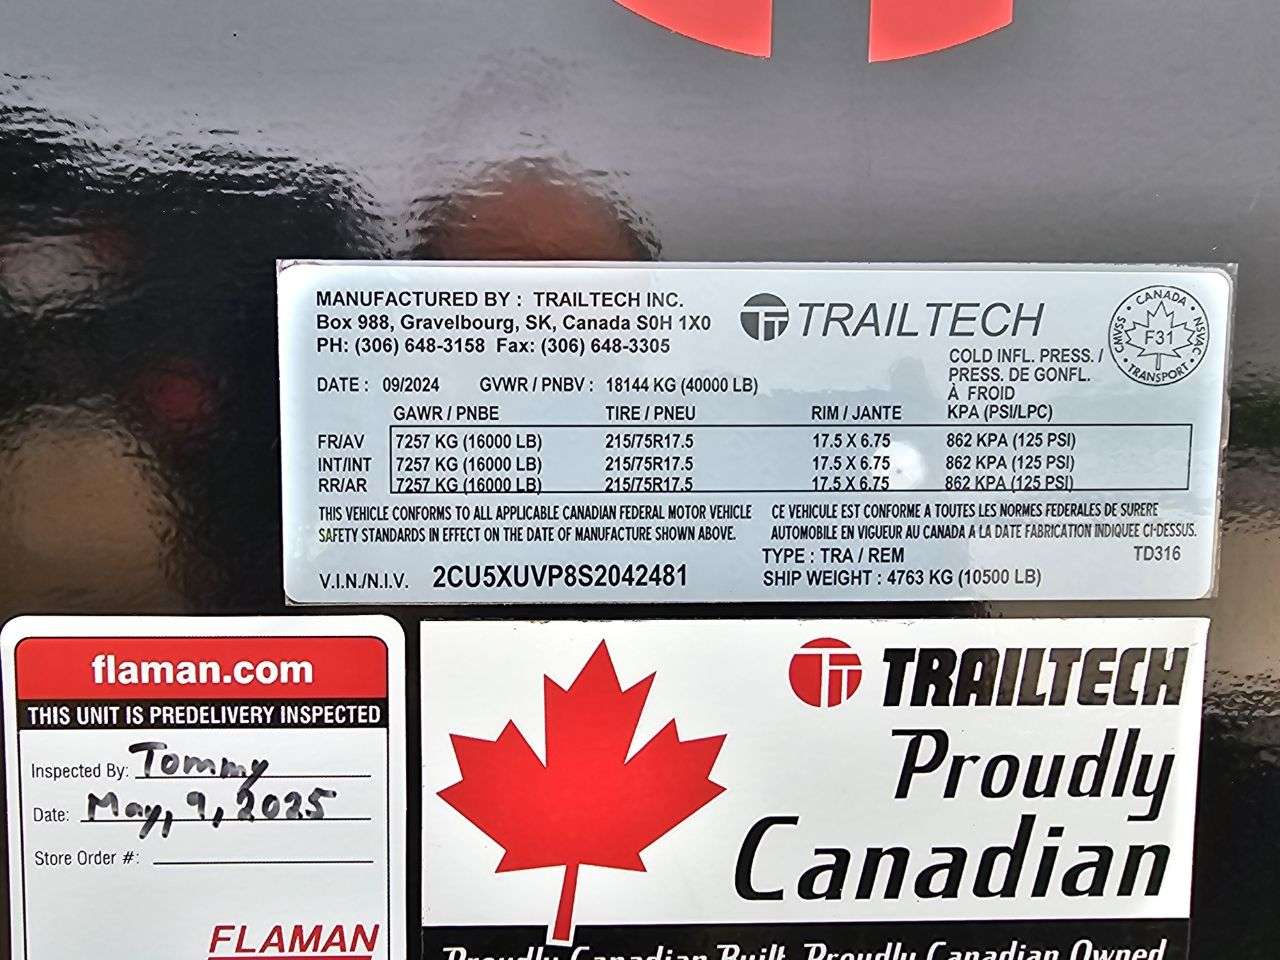 MANUFACTURED BY : TRAILTECH INC.
Box 988, Gravelbourg, SK, Canada S0H 1X0
PH: (306) 648-3158 Fax: (306) 648-3305
TRAILTECH
CANADA
CMVSS NSVAC
F31
TRANSPORT
COLD INFL. PRESS. /
PRESS. DE GONFL.
À FROID
KPA (PSI/LPC)
DATE : 09/2024 GVWR / PNBV : 18144 KG (40000 LB)
GAWR / PNBE TIRE / PNEU RIM / JANTE
FR/AV 7257 KG (16000 LB) 215/75R17.5 17.5 X 6.75 862 KPA (125 PSI)
INT/INT 7257 KG (16000 LB) 215/75R17.5 17.5 X 6.75 862 KPA (125 PSI)
RR/AR 7257 KG (16000 LB) 215/75R17.5 17.5 X 6.75 862 KPA (125 PSI)
THIS VEHICLE CONFORMS TO ALL APPLICABLE CANADIAN FEDERAL MOTOR VEHICLE
SAFETY STANDARDS IN EFFECT ON THE DATE OF MANUFACTURE SHOWN ABOVE.
CE VEHICULE EST CONFORME A TOUTES LES NORMES FEDERALES DE SURERE
AUTOMOBILE EN VIGUEUR AU CANADA A LA DATE FABRICATION INDIQUEE CI-DESSUS.
TYPE : TRA / REM TD316
V.I.N./N.I.V. 2CU5XUVP8S2042481 SHIP WEIGHT : 4763 KG (10500 LB)
flaman.com
THIS UNIT IS PREDELIVERY INSPECTED
Inspected By: Tommy
Date: May, 9, 2025
Store Order #:
FLAMAN
TRAILTECH
Proudly
Canadian
Proudly Canadian Built, Proudly Canadian Owned